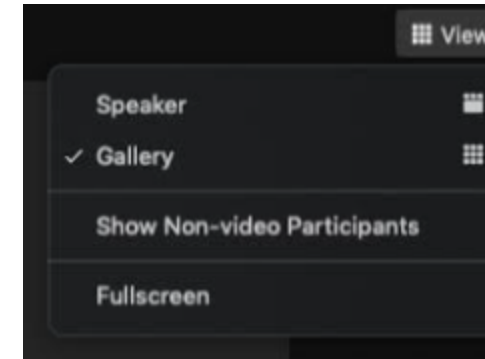 View
Speaker
Gallery
Show Non-video Participants
Fullscreen